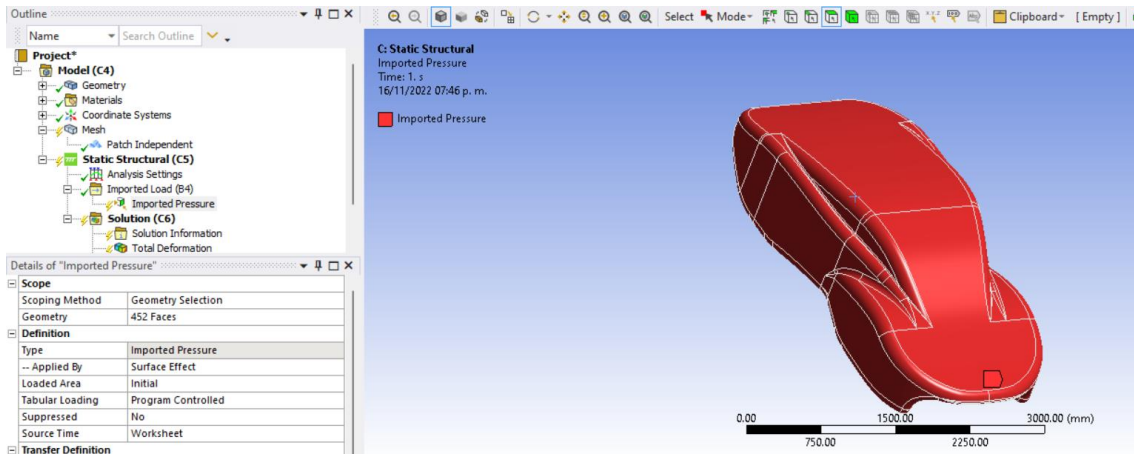 Outline
Name Search Outline
Project*
Model (C4)
Geometry
Materials
Coordinate Systems
Mesh
Patch Independent
Static Structural (C5)
Analysis Settings
Imported Load (B4)
Imported Pressure
Solution (C6)
Solution Information
Total Deformation
Details of "Imported Pressure"
Scope
Scoping Method Geometry Selection
Geometry 452 Faces
Definition
Type Imported Pressure
-- Applied By Surface Effect
Loaded Area Initial
Tabular Loading Program Controlled
Suppressed No
Source Time Worksheet
Transfer Definition
Select Mode Clipboard [ Empty ]
C: Static Structural
Imported Pressure
Time: 1. s
16/11/2022 07:46 p. m.
Imported Pressure
0.00 1500.00 3000.00 (mm)
750.00 2250.00